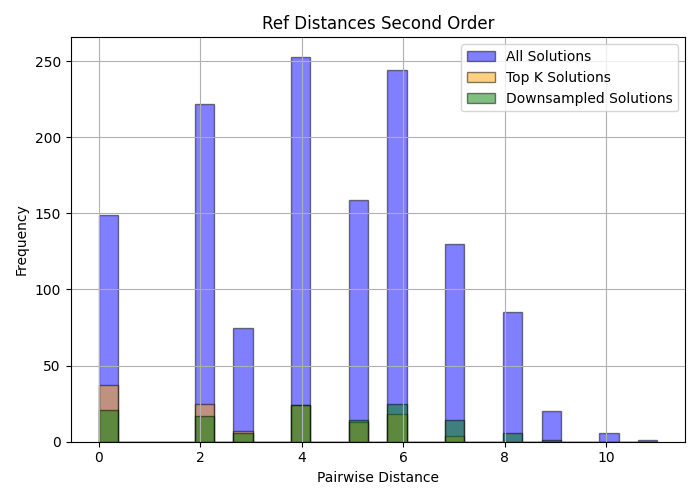 Ref Distances Second Order
All Solutions
Top K Solutions
Downsampled Solutions
250
200
150
100
50
0
Frequency
0 2 4 6 8 10
Pairwise Distance